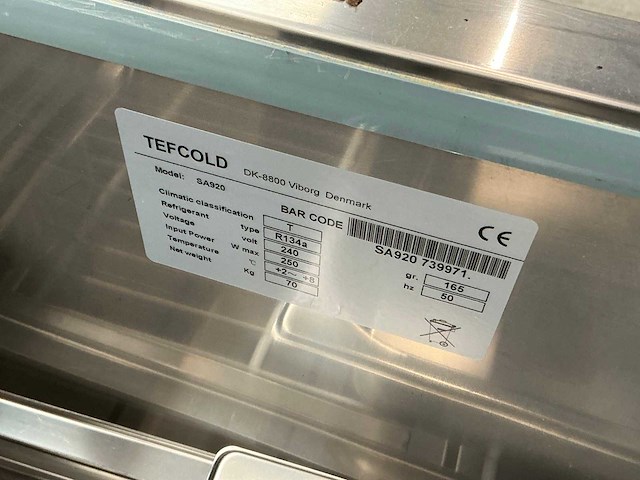 TEFCOLD DK-8800 Viborg Denmark
Model: SA920
CE
BAR CODE
SA920 739971.
Climatic classification T
Refrigerant type R134a gr. 165
Voltage volt 240 hz 50
Input Power W max 250
Temperature °C +2~ +8
Net weight Kg 70